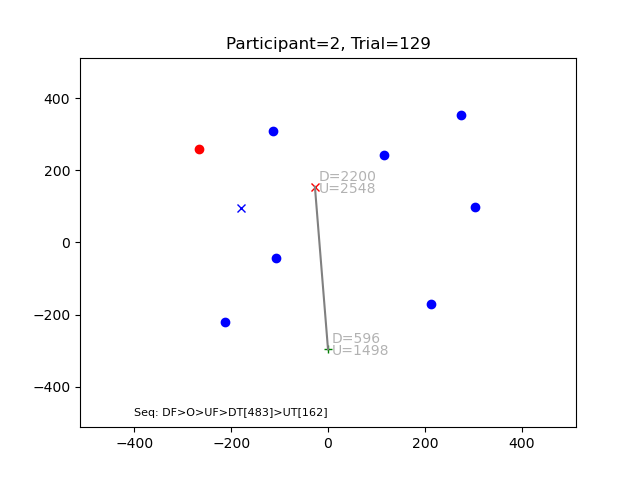 Participant=2, Trial=129
400
200
0
−200
−400
D=2200
U=2548
D=596
U=1498
Seq: DF>O>UF>DT[483]>UT[162]
−400 −200 0 200 400